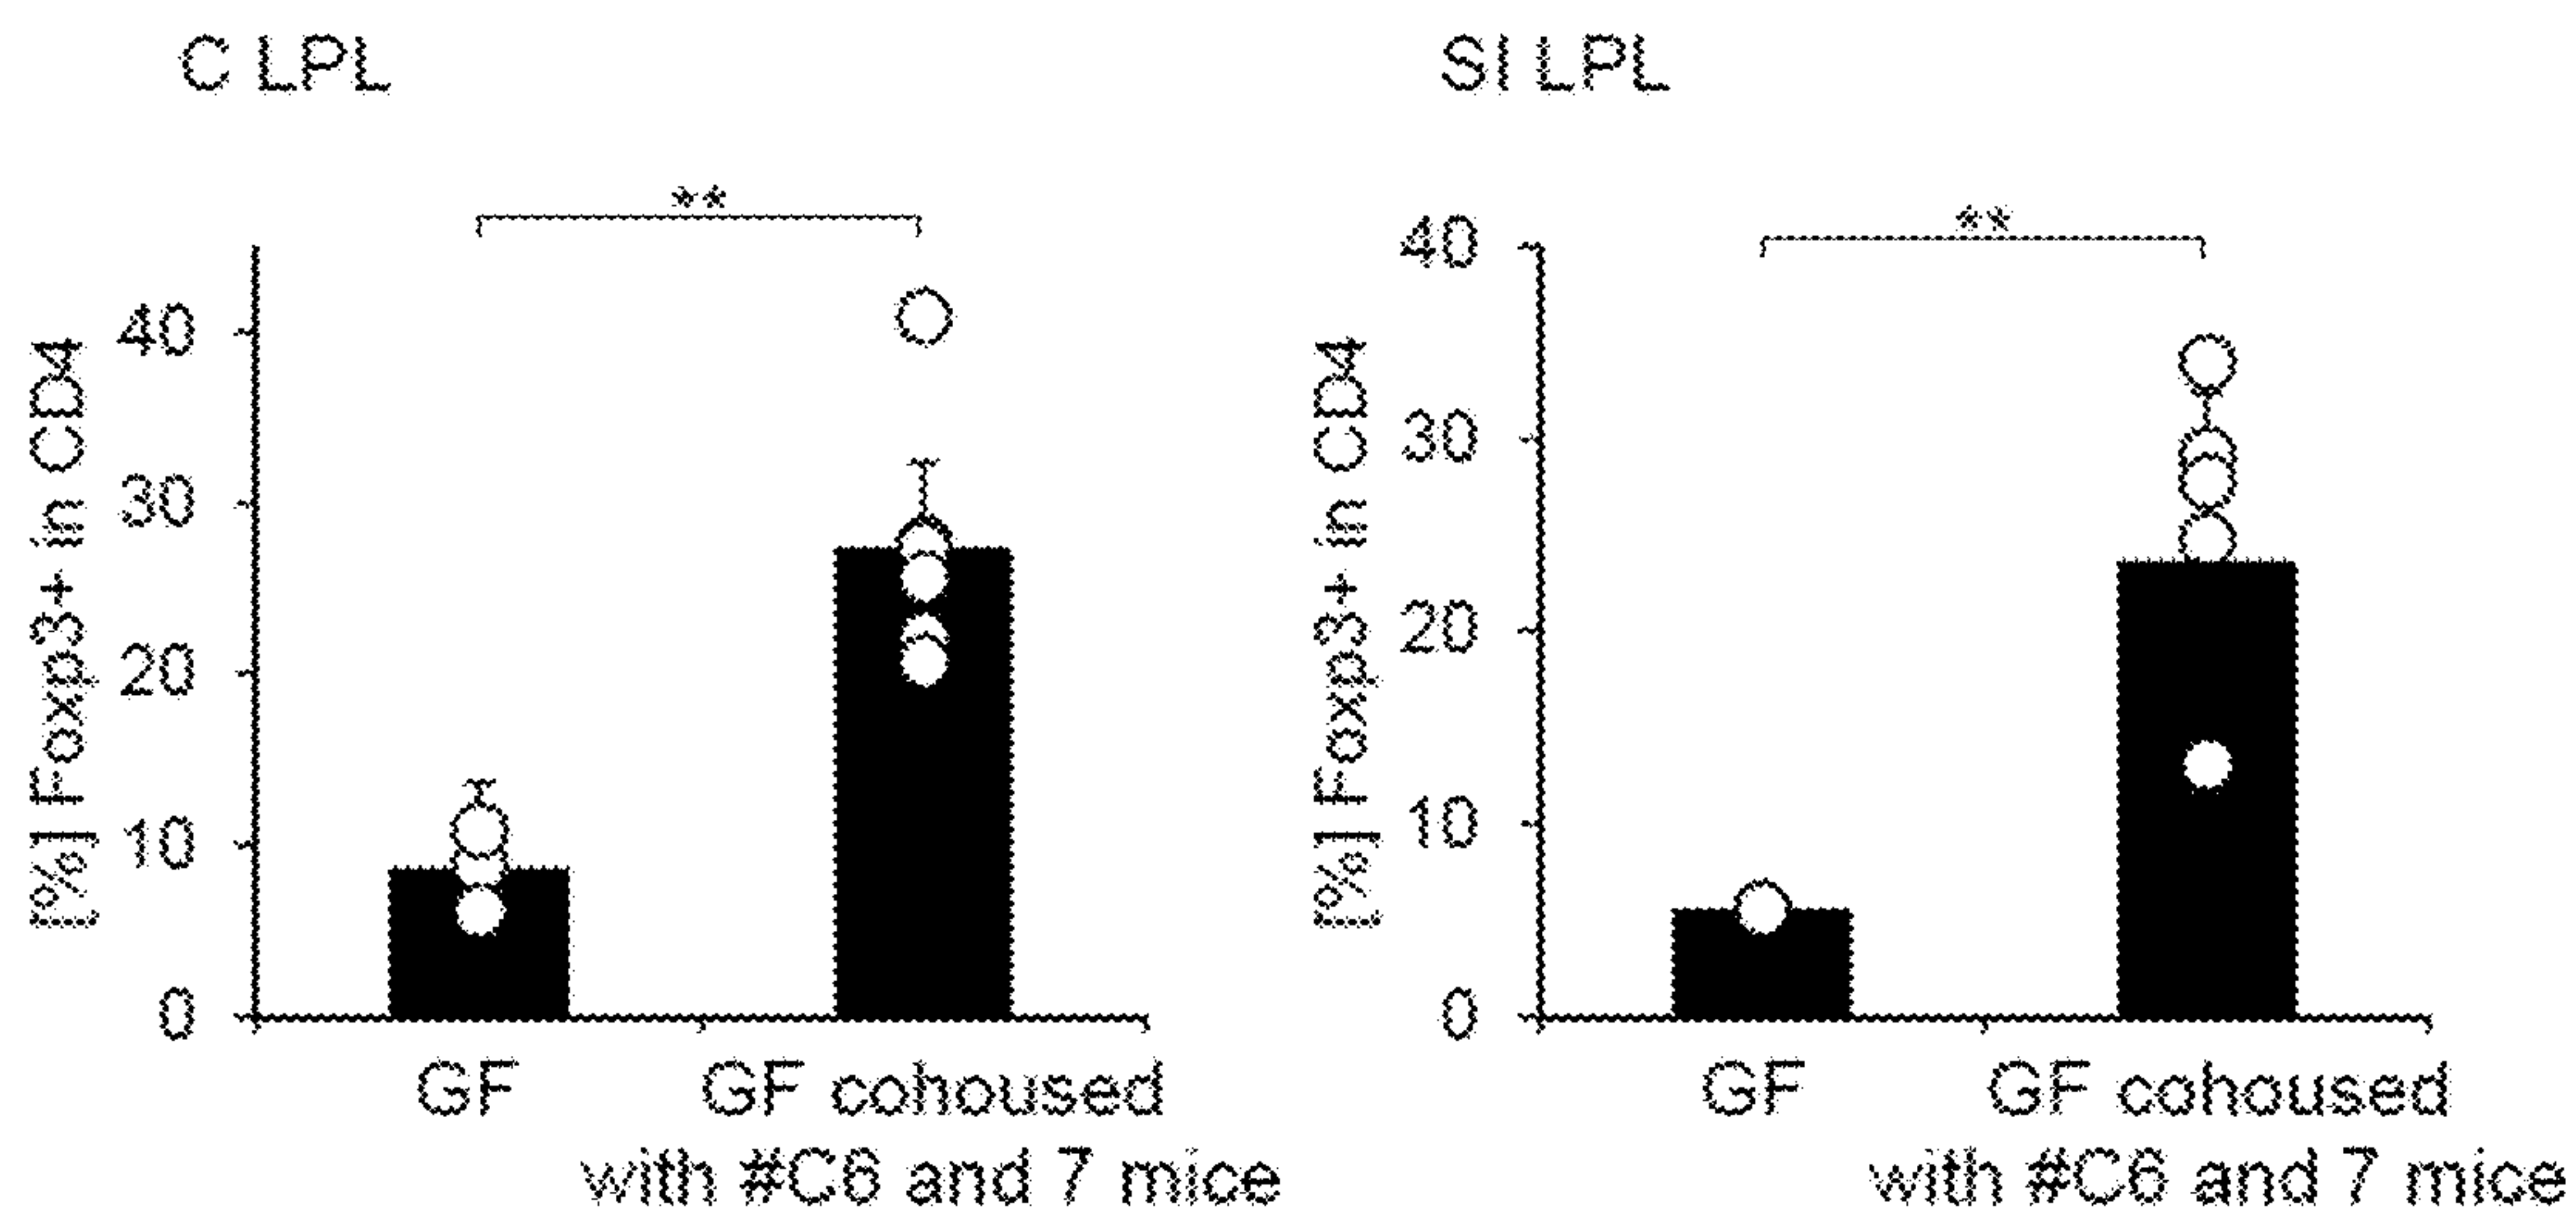 C LPL
**
[%] Foxp3+ in CD4
40
30
20
10
0
GF
GF cohoused
with #C6 and 7 mice
SI LPL
**
[%] Foxp3+ in CD4
40
30
20
10
0
GF
GF cohoused
with #C6 and 7 mice